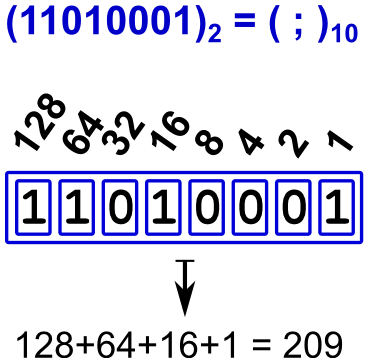 (11010001)₂ = ( ; )₁₀
128 64 32 16 8 4 2 1
1 1 0 1 0 0 0 1
128+64+16+1 = 209